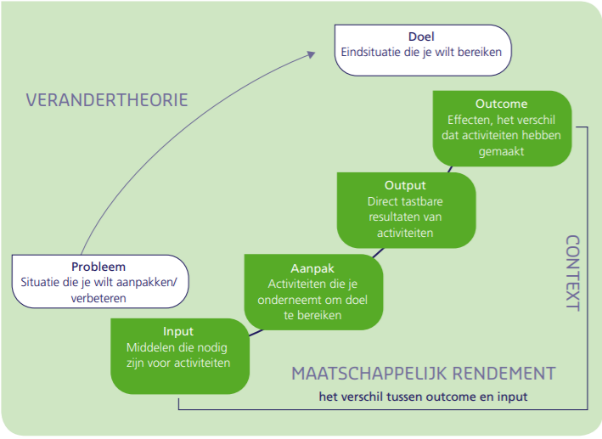 Doel
Eindsituatie die je wilt bereiken
VERANDERTHEORIE
Outcome
Effecten, het verschil
dat activiteiten hebben
gemaakt
Output
Direct tastbare
resultaten van
activiteiten
Probleem
Situatie die je wilt aanpakken/
verbeteren
Aanpak
Activiteiten die je
onderneemt om doel
te bereiken
CONTEXT
Input
Middelen die nodig
zijn voor activiteiten
MAATSCHAPPELIJK RENDEMENT
het verschil tussen outcome en input